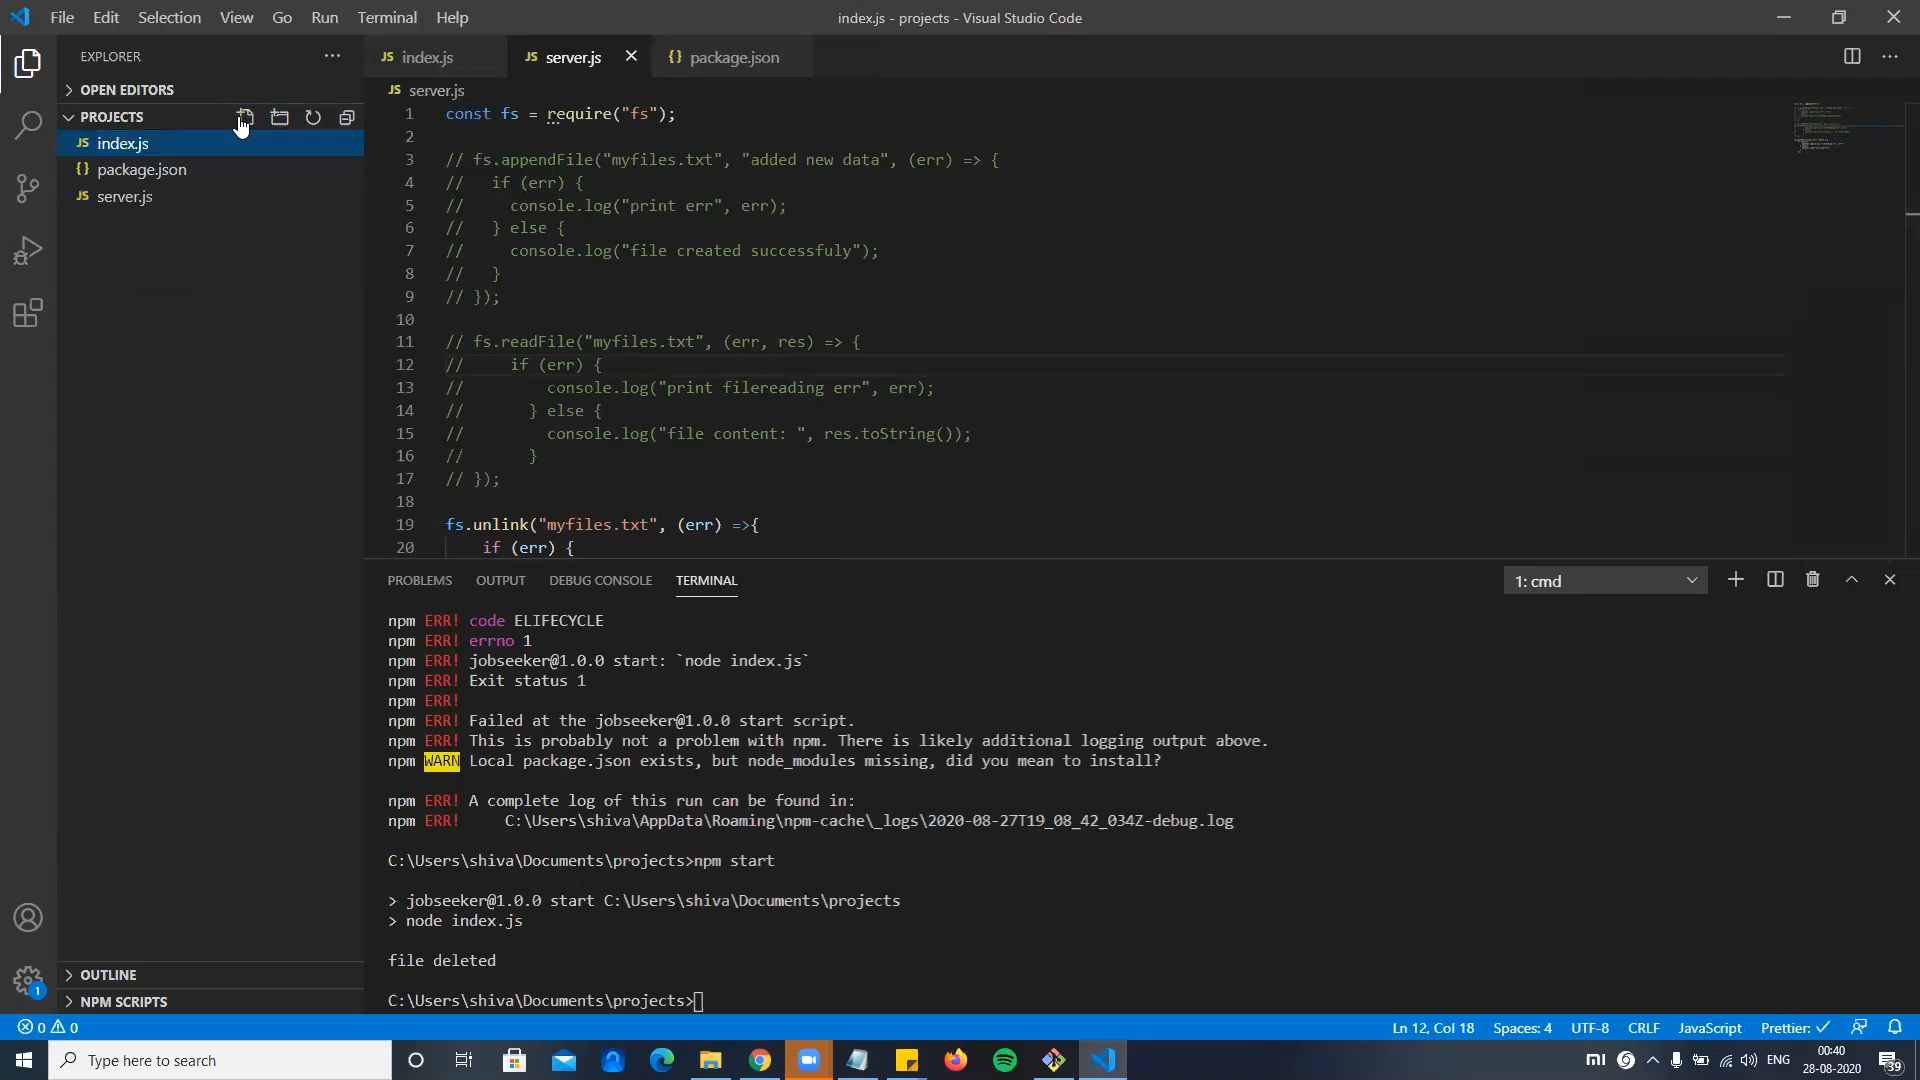 File Edit Selection View Go Run Terminal Help
index.js - projects - Visual Studio Code
EXPLORER
OPEN EDITORS
PROJECTS
JS index.js
{} package.json
JS server.js
OUTLINE
NPM SCRIPTS
JS index.js
JS server.js
{} package.json
JS server.js
1 const fs = require("fs");
2
3 // fs.appendFile("myfiles.txt", "added new data", (err) => {
4 //   if (err) {
5 //     console.log("print err", err);
6 //   } else {
7 //     console.log("file created successfuly");
8 //   }
9 // });
10
11 // fs.readFile("myfiles.txt", (err, res) => {
12 //     if (err) {
13 //         console.log("print filereading err", err);
14 //       } else {
15 //         console.log("file content: ", res.toString());
16 //       }
17 // });
18
19 fs.unlink("myfiles.txt", (err) =>{
20     if (err) {
PROBLEMS OUTPUT DEBUG CONSOLE TERMINAL
1: cmd
npm ERR! code ELIFECYCLE
npm ERR! errno 1
npm ERR! jobseeker@1.0.0 start: `node index.js`
npm ERR! Exit status 1
npm ERR!
npm ERR! Failed at the jobseeker@1.0.0 start script.
npm ERR! This is probably not a problem with npm. There is likely additional logging output above.
npm WARN Local package.json exists, but node_modules missing, did you mean to install?
npm ERR! A complete log of this run can be found in:
npm ERR!     C:\Users\shiva\AppData\Roaming\npm-cache\_logs\2020-08-27T19_08_42_034Z-debug.log
C:\Users\shiva\Documents\projects>npm start
> jobseeker@1.0.0 start C:\Users\shiva\Documents\projects
> node index.js
file deleted
C:\Users\shiva\Documents\projects>
1
0 0
Ln 12, Col 18 Spaces: 4 UTF-8 CRLF JavaScript Prettier: ✓
Type here to search
ENG
00:40
28-08-2020
39